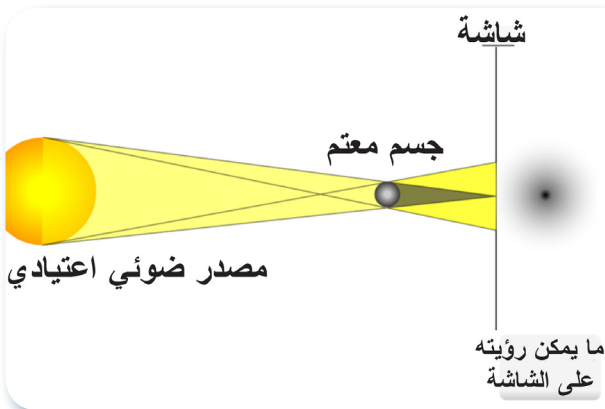 شاشة
جسم معتم
مصدر ضوئي اعتيادي
ما يمكن رؤيته
على الشاشة